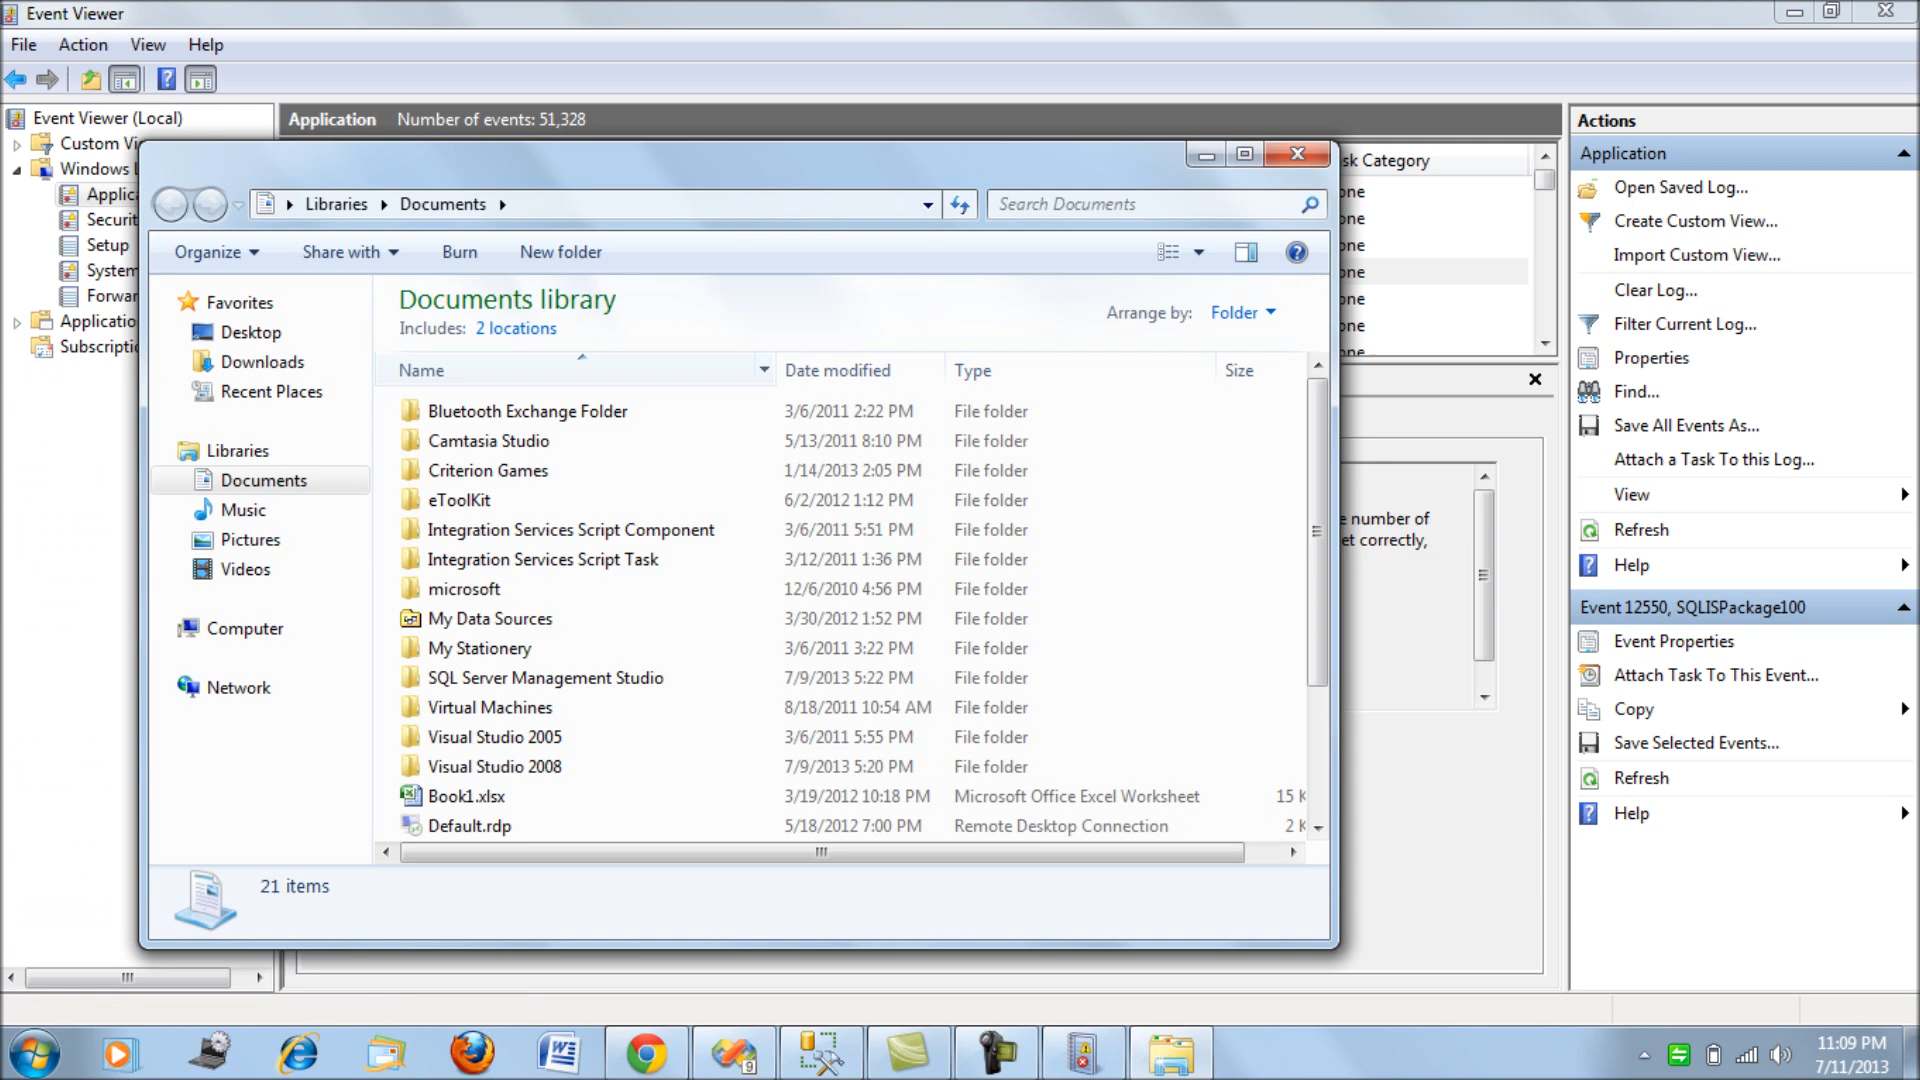 Event Viewer
File Action View Help
Event Viewer (Local)
Custom Vi
Windows L
Applica
Securit
Setup
System
Forwar
Applicatio
Subscriptic
Application Number of events: 51,328
sk Category
one
one
one
one
one
one
one
e number of
et correctly,
Libraries Documents
Search Documents
Organize Share with Burn New folder
Favorites
Desktop
Downloads
Recent Places
Libraries
Documents
Music
Pictures
Videos
Computer
Network
Documents library
Includes: 2 locations
Arrange by: Folder
Name Date modified Type Size
Bluetooth Exchange Folder 3/6/2011 2:22 PM File folder
Camtasia Studio 5/13/2011 8:10 PM File folder
Criterion Games 1/14/2013 2:05 PM File folder
eToolKit 6/2/2012 1:12 PM File folder
Integration Services Script Component 3/6/2011 5:51 PM File folder
Integration Services Script Task 3/12/2011 1:36 PM File folder
microsoft 12/6/2010 4:56 PM File folder
My Data Sources 3/30/2012 1:52 PM File folder
My Stationery 3/6/2011 3:22 PM File folder
SQL Server Management Studio 7/9/2013 5:22 PM File folder
Virtual Machines 8/18/2011 10:54 AM File folder
Visual Studio 2005 3/6/2011 5:55 PM File folder
Visual Studio 2008 7/9/2013 5:20 PM File folder
Book1.xlsx 3/19/2012 10:18 PM Microsoft Office Excel Worksheet 15 K
Default.rdp 5/18/2012 7:00 PM Remote Desktop Connection 2 K
21 items
Actions
Application
Open Saved Log...
Create Custom View...
Import Custom View...
Clear Log...
Filter Current Log...
Properties
Find...
Save All Events As...
Attach a Task To this Log...
View
Refresh
Help
Event 12550, SQLISPackage100
Event Properties
Attach Task To This Event...
Copy
Save Selected Events...
Refresh
Help
9
11:09 PM
7/11/2013